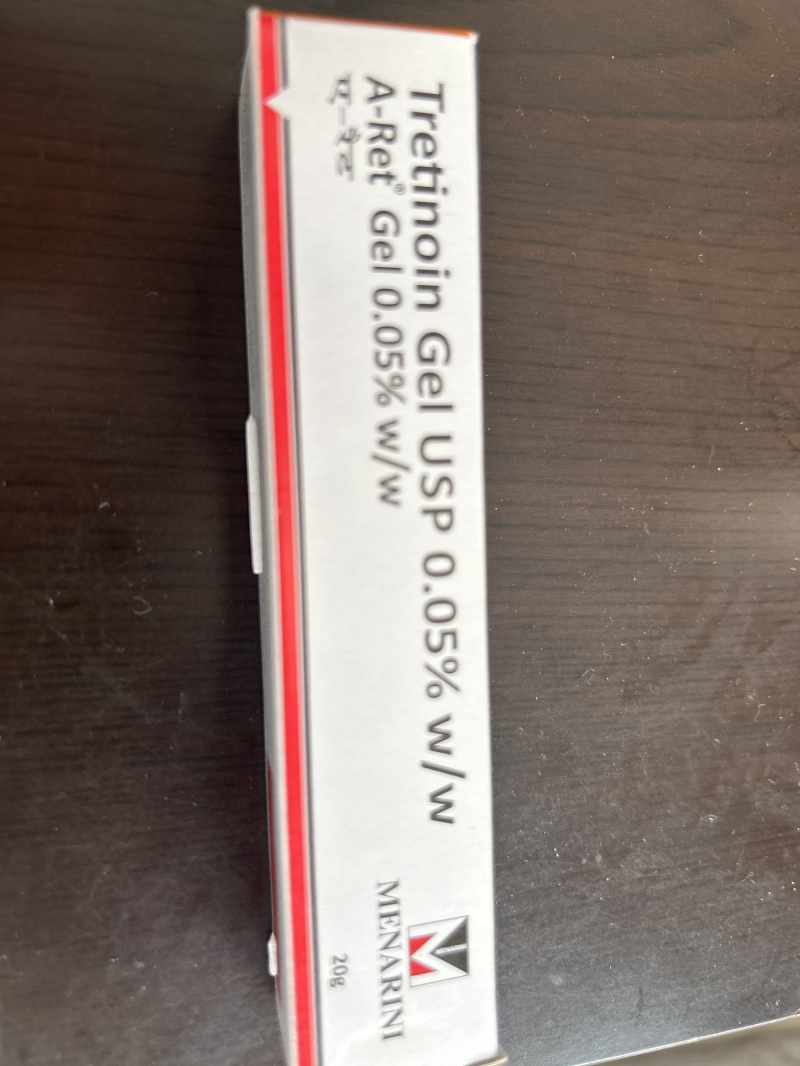 Tretinoin Gel USP 0.05% w/w
A-Ret® Gel 0.05% w/w
ए-रेट
MENARINI
20g